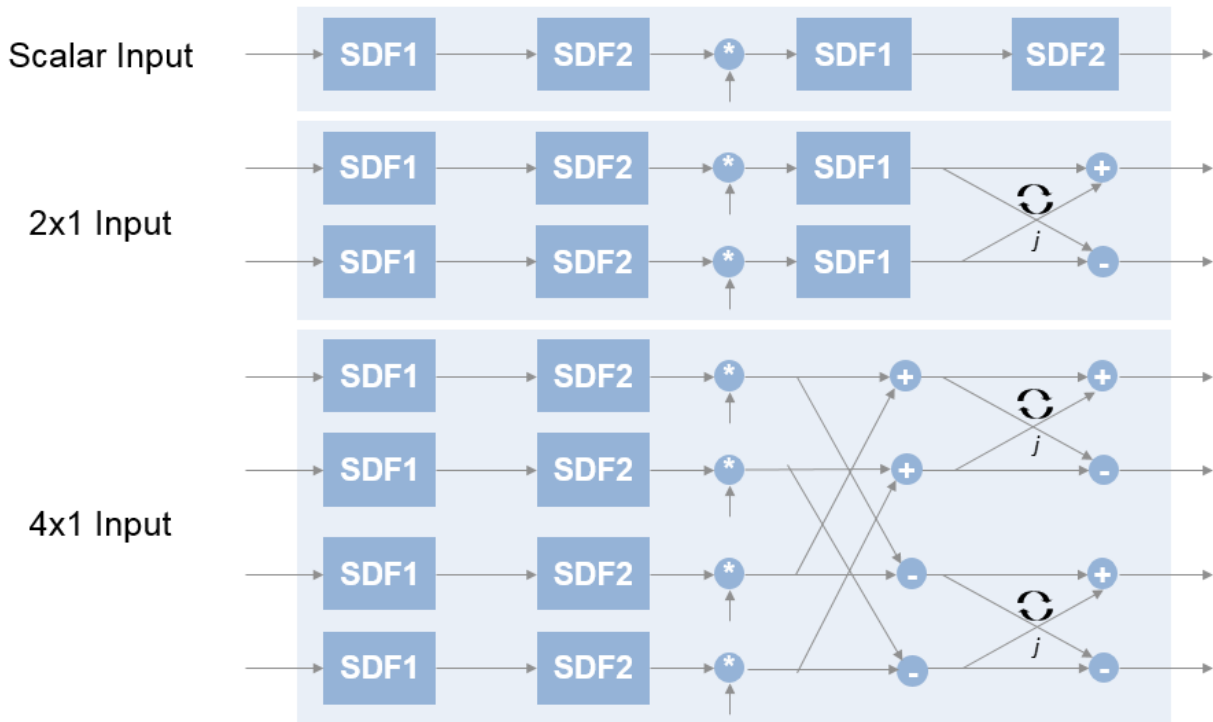 Scalar Input
SDF1 SDF2 * SDF1 SDF2
2x1 Input
SDF1 SDF2 * SDF1 +
j
SDF1 SDF2 * SDF1 -
4x1 Input
SDF1 SDF2 * + +
j
SDF1 SDF2 * + -
SDF1 SDF2 * - +
j
SDF1 SDF2 * - -